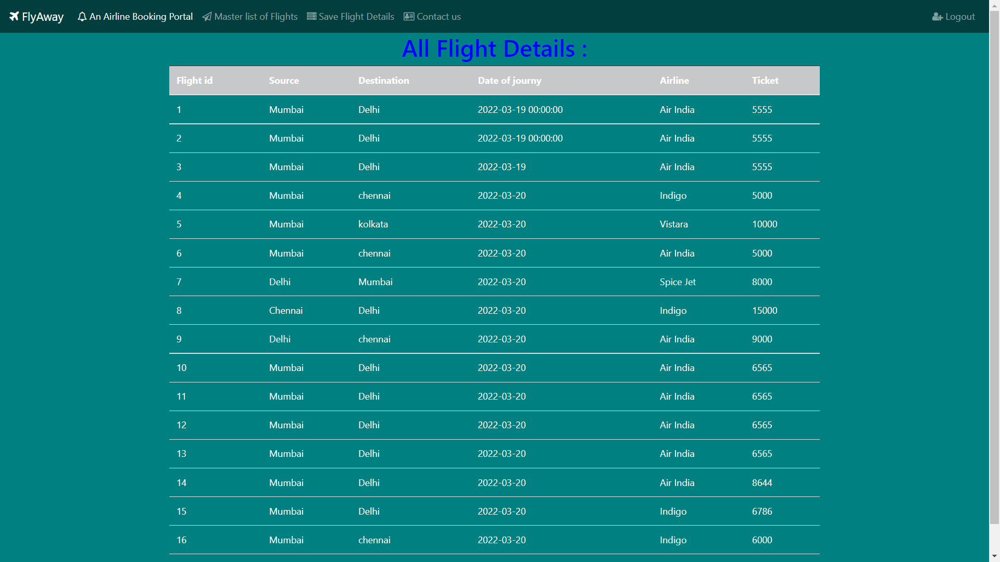 FlyAway An Airline Booking Portal Master list of Flights Save Flight Details Contact us Logout
All Flight Details :
Flight id Source Destination Date of journy Airline Ticket
1 Mumbai Delhi 2022-03-19 00:00:00 Air India 5555
2 Mumbai Delhi 2022-03-19 00:00:00 Air India 5555
3 Mumbai Delhi 2022-03-19 Air India 5555
4 Mumbai chennai 2022-03-20 Indigo 5000
5 Mumbai kolkata 2022-03-20 Vistara 10000
6 Mumbai chennai 2022-03-20 Air India 5000
7 Delhi Mumbai 2022-03-20 Spice Jet 8000
8 Chennai Delhi 2022-03-20 Indigo 15000
9 Delhi chennai 2022-03-20 Air India 9000
10 Mumbai Delhi 2022-03-20 Air India 6565
11 Mumbai Delhi 2022-03-20 Air India 6565
12 Mumbai Delhi 2022-03-20 Air India 6565
13 Mumbai Delhi 2022-03-20 Air India 6565
14 Mumbai Delhi 2022-03-20 Air India 8644
15 Mumbai Delhi 2022-03-20 Indigo 6786
16 Mumbai chennai 2022-03-20 Indigo 6000